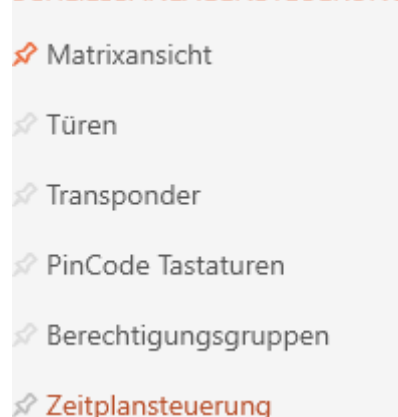 Matrixansicht
Türen
Transponder
PinCode Tastaturen
Berechtigungsgruppen
Zeitplansteuerung